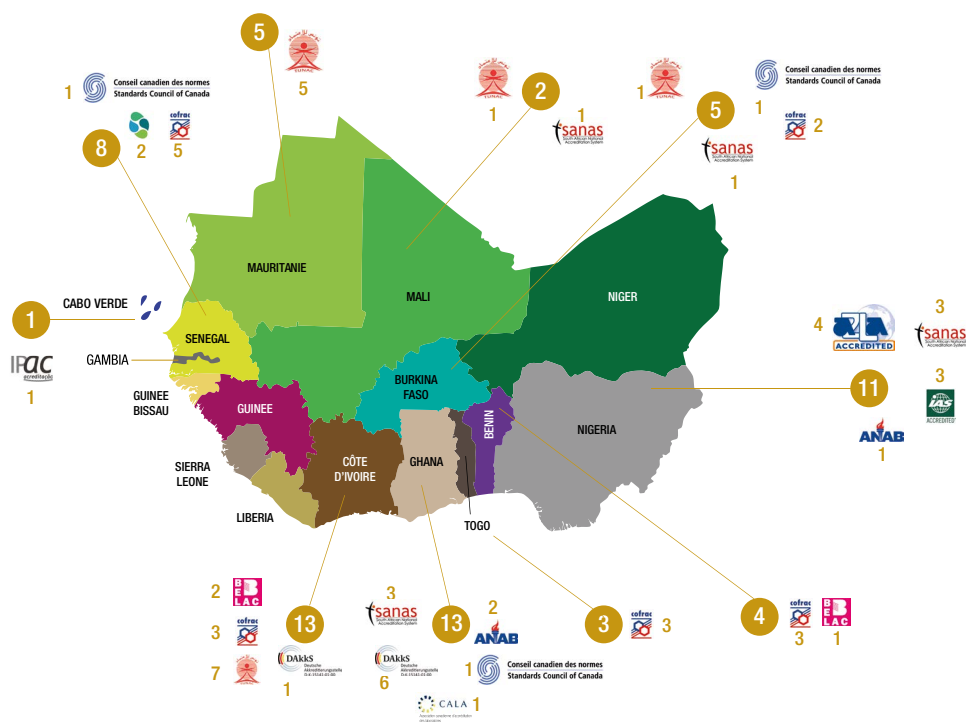 5
5
1
Conseil canadien des normes
Standards Council of Canada
2
cofrac
5
8
TUNAC
1
2
1
sanas
South African National
Accreditation System
TUNAC
1
5
Conseil canadien des normes
Standards Council of Canada
1
cofrac
2
sanas
South African National
Accreditation System
1
MAURITANIE
MALI
NIGER
CABO VERDE
1
IPac
acreditação
1
SENEGAL
GAMBIA
GUINEE
BISSAU
GUINEE
SIERRA
LEONE
LIBERIA
CÔTE
D'IVOIRE
BURKINA
FASO
GHANA
TOGO
BENIN
NIGERIA
4
A2LA
ACCREDITED
3
sanas
South African National
Accreditation System
11
3
IAS
ACCREDITED
ANAB
1
2
BELAC
3
cofrac
7
13
DAkkS
Deutsche
Akkreditierungsstelle
1
3
sanas
South African National
Accreditation System
DAkkS
Deutsche
Akkreditierungsstelle
6
13
2
ANAB
1
Conseil canadien des normes
Standards Council of Canada
CALA
1
3
cofrac
3
4
cofrac
3
BELAC
1